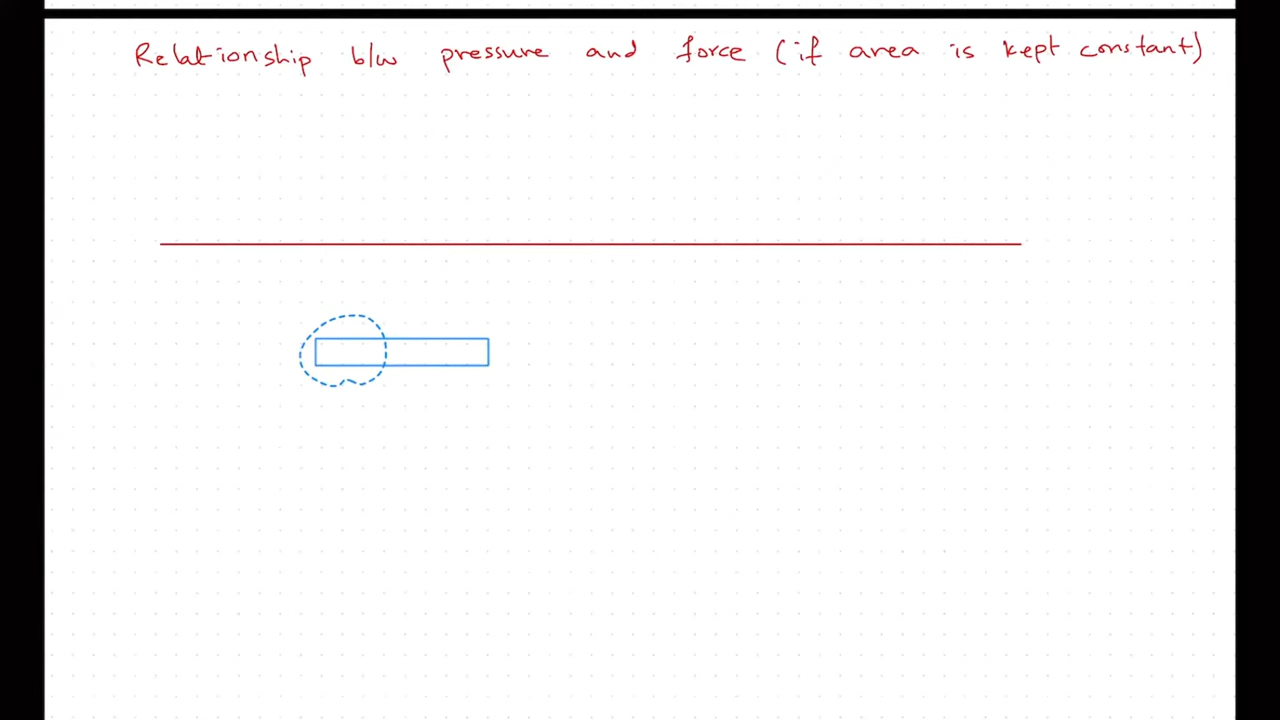 Relationship b/w pressure and force (if area is kept constant)